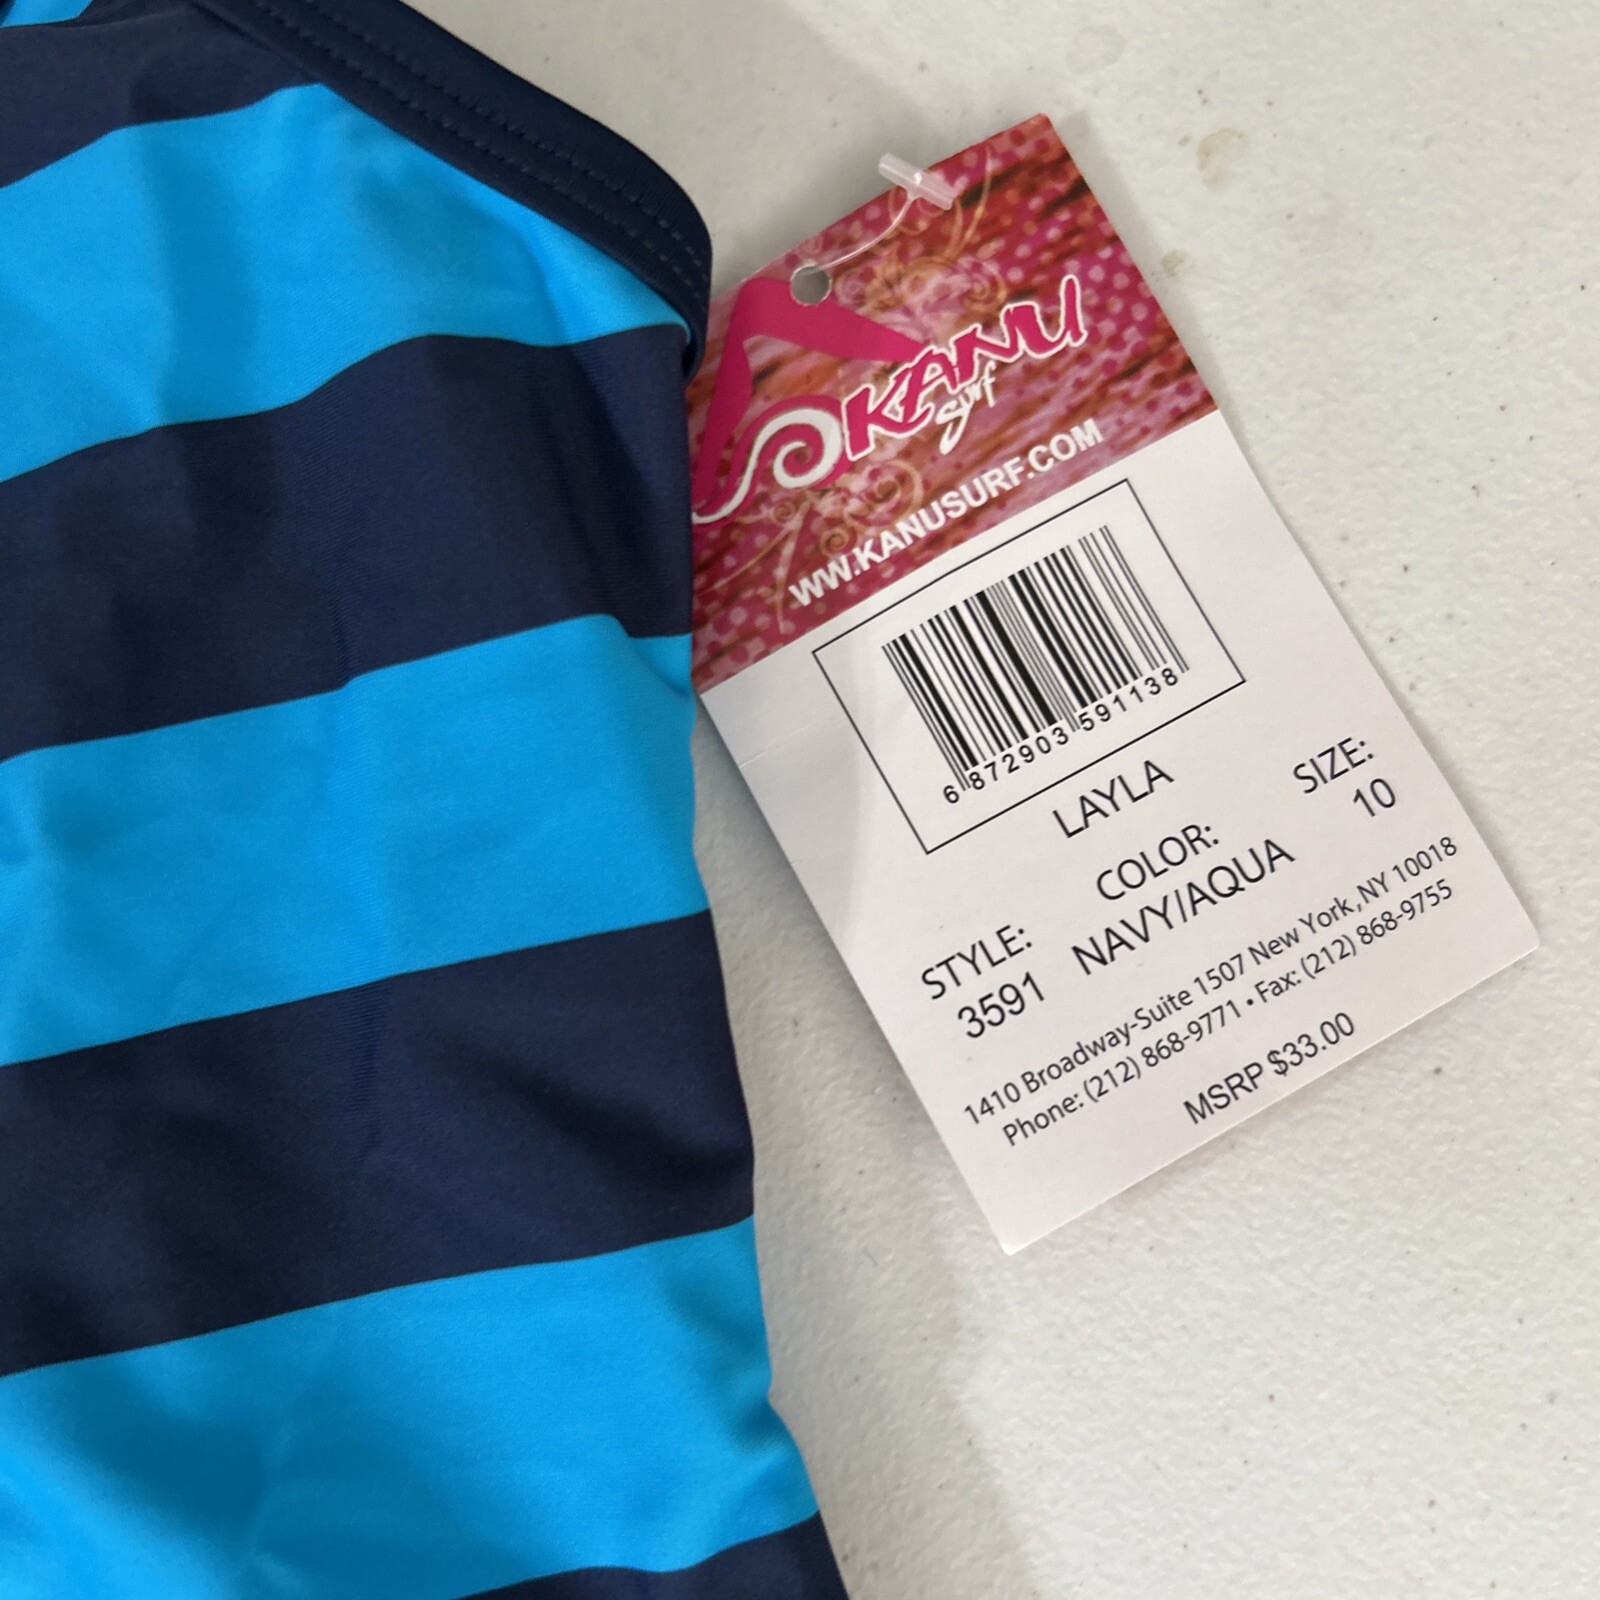 KANU
surf
WWW.KANUSURF.COM
6 872903 591138
LAYLA
STYLE: COLOR: SIZE:
3591 NAVY/AQUA 10
1410 Broadway-Suite 1507 New York, NY 10018
Phone: (212) 868-9771 • Fax: (212) 868-9755
MSRP $33.00